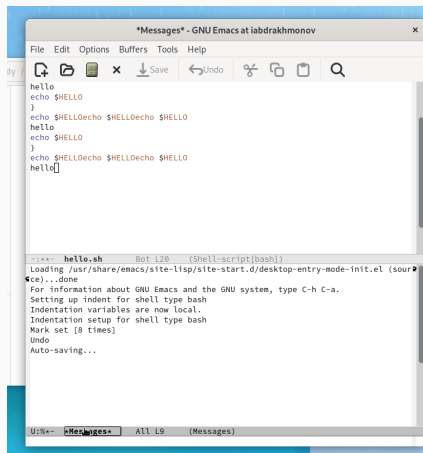 *Messages* - GNU Emacs at iabdrakhmonov ×
File Edit Options Buffers Tools Help
Save Undo
hello
echo $HELLO
}
echo $HELLOecho $HELLOecho $HELLO
hello
echo $HELLO
}
echo $HELLOecho $HELLOecho $HELLO
hello
-:**- hello.sh Bot L20 (Shell-script[bash])
Loading /usr/share/emacs/site-lisp/site-start.d/desktop-entry-mode-init.el (sour
ce)...done
For information about GNU Emacs and the GNU system, type C-h C-a.
Setting up indent for shell type bash
Indentation variables are now local.
Indentation setup for shell type bash
Mark set [8 times]
Undo
Auto-saving...
U:%*- *Messages* All L9 (Messages)